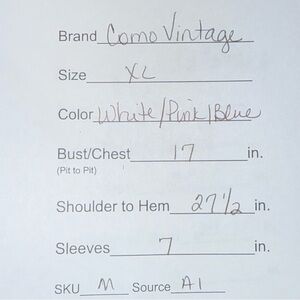 Brand Como Vintage
Size XL
Color White/Pink/Blue
Bust/Chest 17 in.
(Pit to Pit)
Shoulder to Hem 27 1/2 in.
Sleeves 7 in.
SKU M Source A1